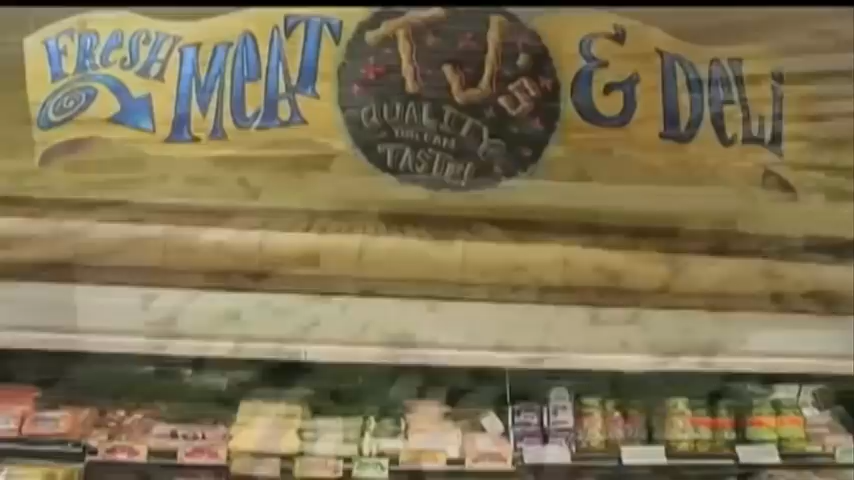 FRESH MEAT & DELI
TJ'S
QUALITY
YOU CAN
TASTE!